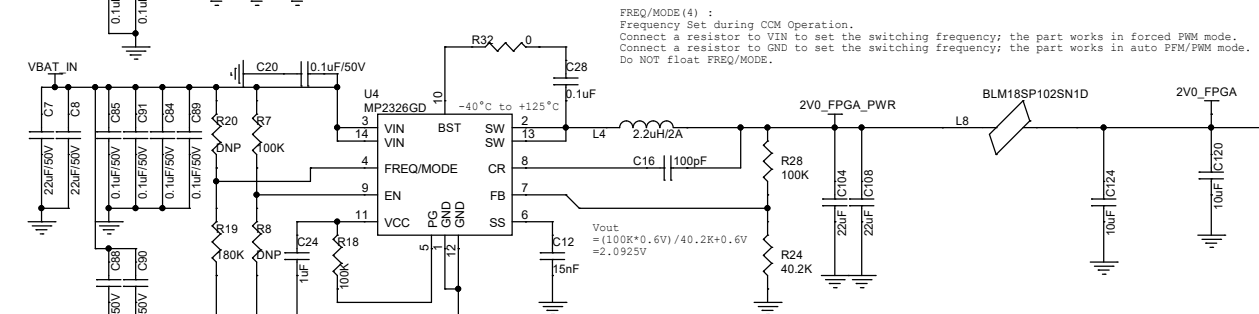 0.1uF
0.1uF
FREQ/MODE(4) :
Frequency Set during CCM Operation.
Connect a resistor to VIN to set the switching frequency; the part works in forced PWM mode.
Connect a resistor to GND to set the switching frequency; the part works in auto PFM/PWM mode.
Do NOT float FREQ/MODE.
R32 0
VBAT_IN
C20 0.1uF/50V
C28
0.1uF
U4
MP2326GD
-40°C to +125°C
10
BST
3 VIN
14 VIN
4 FREQ/MODE
9 EN
11 VCC
SW 2
SW 13
CR 8
FB 7
SS 6
PG 5
GND 1
GND 12
C7
22uF/50V
C8
22uF/50V
C85
0.1uF/50V
C91
0.1uF/50V
C84
0.1uF/50V
C89
0.1uF/50V
R20
DNP
R7
100K
R19
180K
R8
DNP
C24
1uF
R18
100K
C88
50V
C90
50V
L4 2.2uH/2A
C16 100pF
C12
15nF
Vout
=(100K*0.6V)/40.2K+0.6V
=2.0925V
R28
100K
R24
40.2K
2V0_FPGA_PWR
C104
22uF
C108
22uF
BLM18SP102SN1D
L8
2V0_FPGA
C124
10uF
C120
10uF